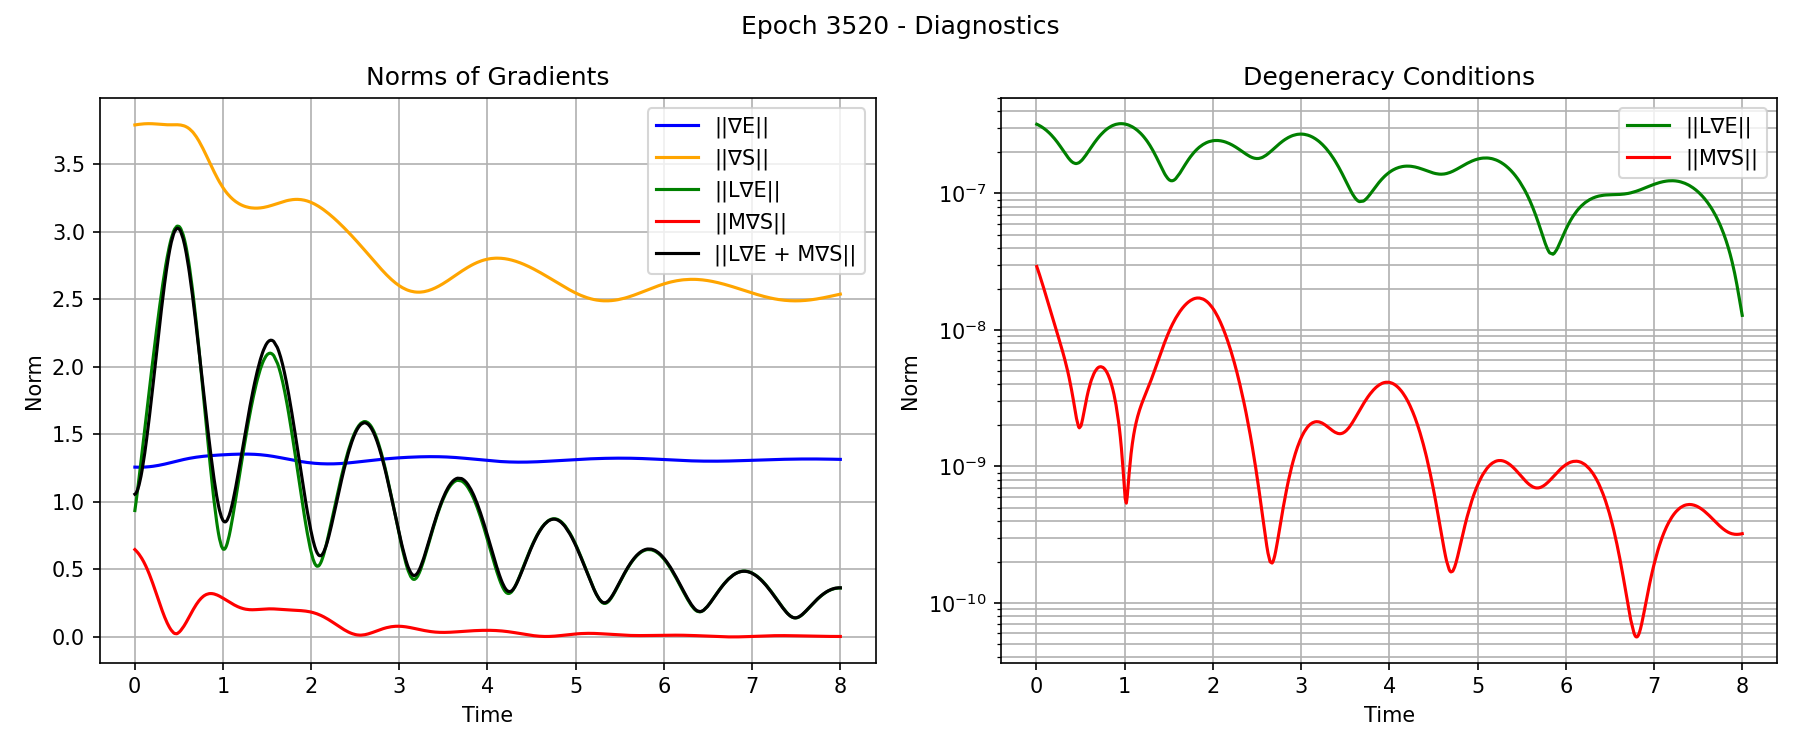 Epoch 3520 - Diagnostics
Norms of Gradients
||∇E||
||∇S||
||L∇E||
||M∇S||
||L∇E + M∇S||
Norm
3.5
3.0
2.5
2.0
1.5
1.0
0.5
0.0
0 1 2 3 4 5 6 7 8
Time
Degeneracy Conditions
||L∇E||
||M∇S||
Norm
10⁻⁷
10⁻⁸
10⁻⁹
10⁻¹⁰
0 1 2 3 4 5 6 7 8
Time